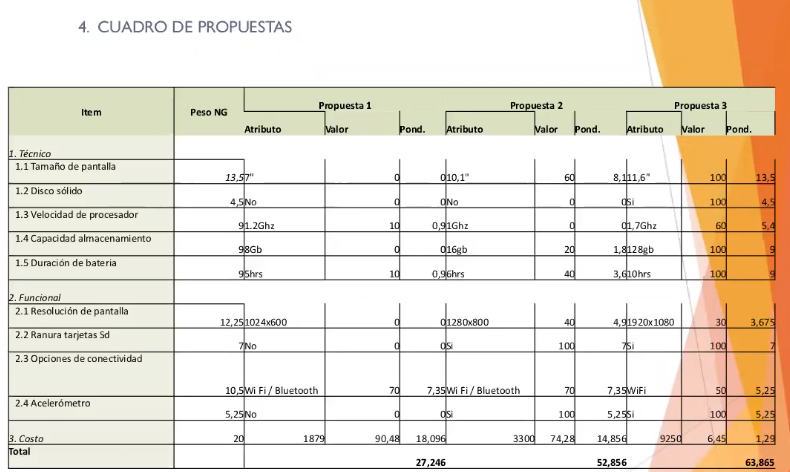 4. CUADRO DE PROPUESTAS
Item Peso NG Propuesta 1 Propuesta 2 Propuesta 3
Atributo Valor Pond. Atributo Valor Pond. Atributo Valor Pond.
1. Técnico
1.1 Tamaño de pantalla 13,5 7" 0 0 10,1" 60 8,1 11,6" 100 13,5
1.2 Disco sólido 4,5 No 0 0 No 0 0 Si 100 4,5
1.3 Velocidad de procesador 9 1.2Ghz 10 0,9 1Ghz 0 0 1,7Ghz 60 5,4
1.4 Capacidad almacenamiento 9 8Gb 0 0 16gb 20 1,8 128gb 100 9
1.5 Duración de bateria 9 5hrs 10 0,9 6hrs 40 3,6 10hrs 100 9
2. Funcional
2.1 Resolución de pantalla 12,25 1024x600 0 0 1280x800 40 4,9 1920x1080 30 3,675
2.2 Ranura tarjetas Sd 7 No 0 0 Si 100 7 Si 100 7
2.3 Opciones de conectividad 10,5 Wi Fi / Bluetooth 70 7,35 Wi Fi / Bluetooth 70 7,35 WiFi 50 5,25
2.4 Acelerómetro 5,25 No 0 0 Si 100 5,25 Si 100 5,25
3. Costo 20 1879 90,48 18,096 3300 74,28 14,856 9250 6,45 1,29
Total 27,246 52,856 63,865